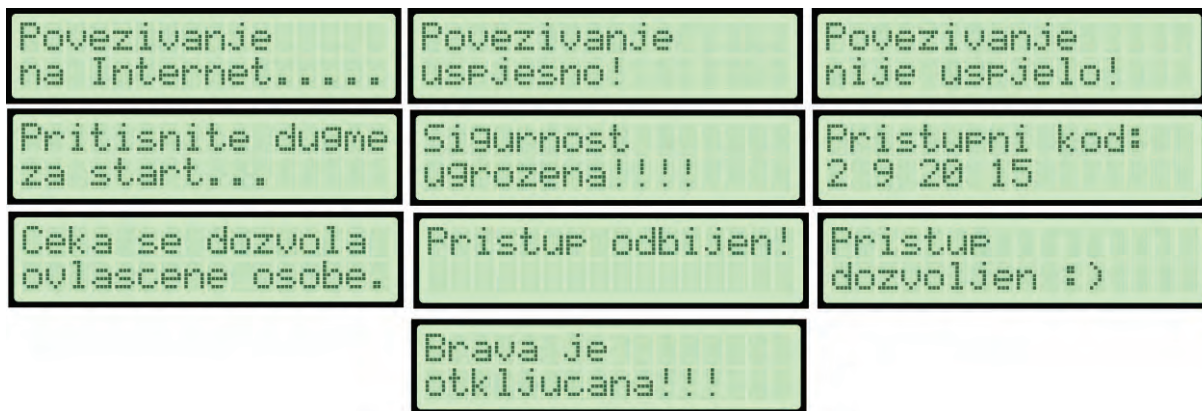 Povezivanje
na Internet.....
Povezivanje
uspjesno!
Povezivanje
nije uspjelo!
Pritisnite dugme
za start...
Sigurnost
ugrozena!!!!
Pristupni kod:
2 9 20 15
Ceka se dozvola
ovlascene osobe.
Pristup odbijen!
Pristup
dozvoljen :)
Brava je
otkljucana!!!